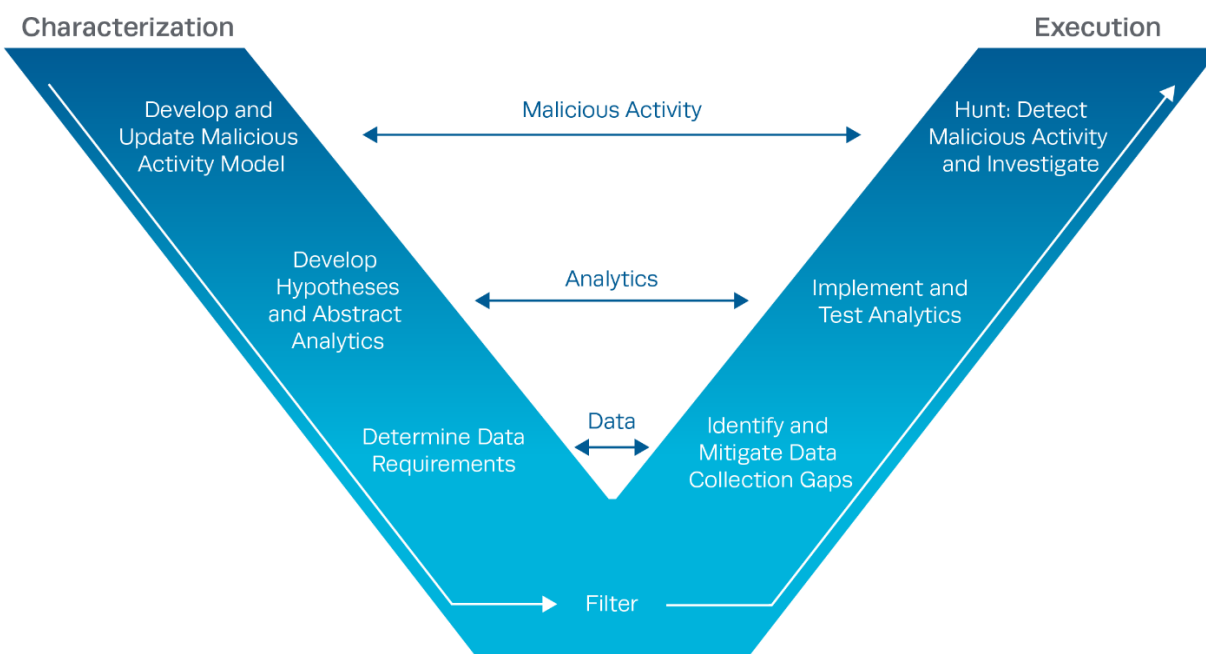 Characterization
Execution
Develop and
Update Malicious
Activity Model
Malicious Activity
Hunt: Detect
Malicious Activity
and Investigate
Develop
Hypotheses
and Abstract
Analytics
Analytics
Implement and
Test Analytics
Determine Data
Requirements
Data
Identify and
Mitigate Data
Collection Gaps
Filter